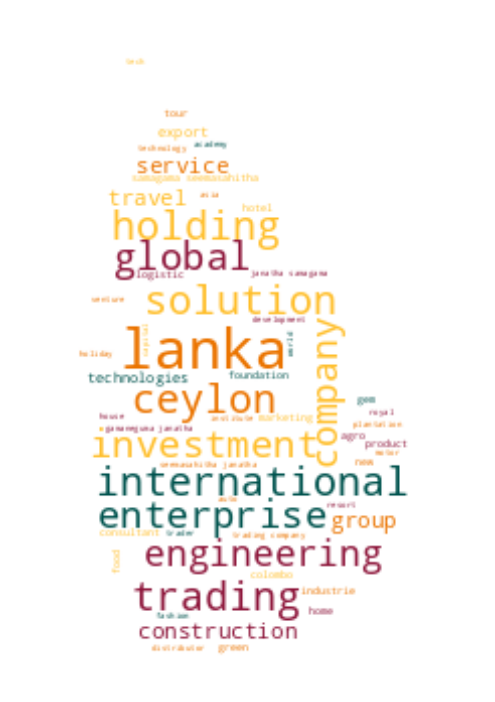 tech
tour
export
technology academy
service
samagama seemasahitha
travel asia
hotel
holding
global
logistic janatha samagama
venture solution
development
lanka
capital world
company
holiday
technologies foundation
ceylon
gem
house institute marketing royal
plantation
gamameguma janatha
agro
investment product
motor
seemasahitha janatha new
international
auto
resort
enterprise group
consultant trader trading company
engineering
food
colombo
trading industrie
home
fashion
construction
distributor green